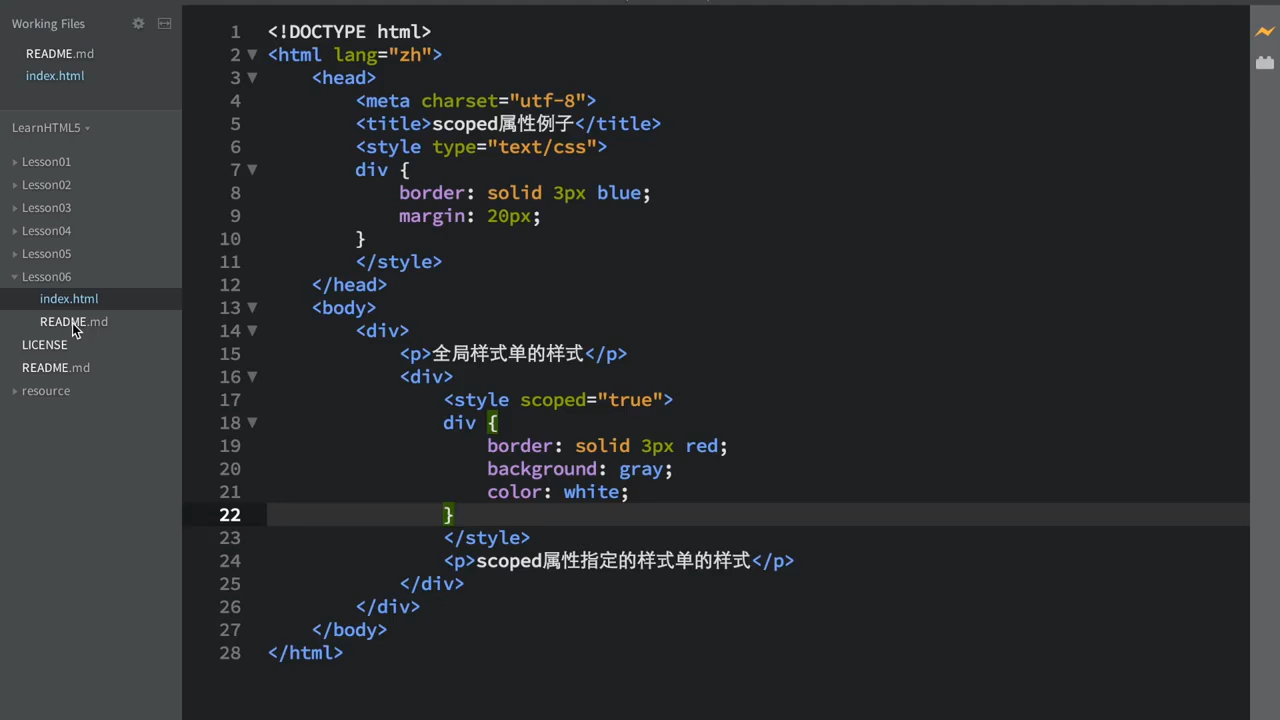 Working Files
README.md
index.html
LearnHTML5
Lesson01
Lesson02
Lesson03
Lesson04
Lesson05
Lesson06
index.html
README.md
LICENSE
README.md
resource
1 <!DOCTYPE html>
2 <html lang="zh">
3 <head>
4 <meta charset="utf-8">
5 <title>scoped属性例子</title>
6 <style type="text/css">
7 div {
8 border: solid 3px blue;
9 margin: 20px;
10 }
11 </style>
12 </head>
13 <body>
14 <div>
15 <p>全局样式单的样式</p>
16 <div>
17 <style scoped="true">
18 div {
19 border: solid 3px red;
20 background: gray;
21 color: white;
22 }
23 </style>
24 <p>scoped属性指定的样式单的样式</p>
25 </div>
26 </div>
27 </body>
28 </html>